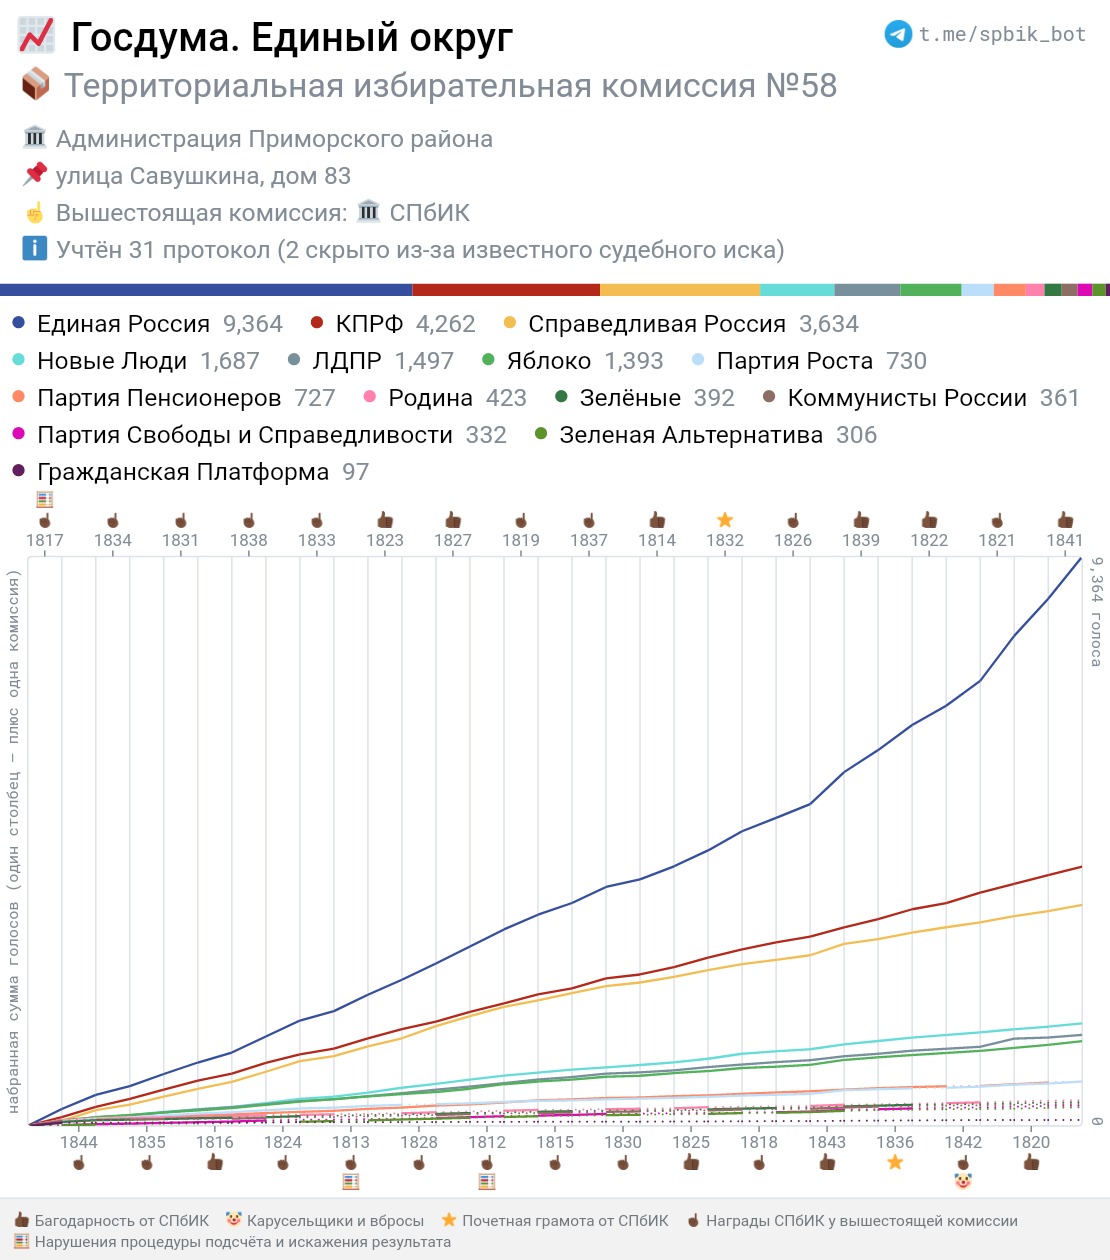 Госдума. Единый округ
t.me/spbik_bot
Территориальная избирательная комиссия №58
Администрация Приморского района
улица Савушкина, дом 83
Вышестоящая комиссия: СПбИК
Учтён 31 протокол (2 скрыто из-за известного судебного иска)
Единая Россия 9,364 КПРФ 4,262 Справедливая Россия 3,634
Новые Люди 1,687 ЛДПР 1,497 Яблоко 1,393 Партия Роста 730
Партия Пенсионеров 727 Родина 423 Зелёные 392 Коммунисты России 361
Партия Свободы и Справедливости 332 Зеленая Альтернатива 306
Гражданская Платформа 97
1817 1834 1831 1838 1833 1823 1827 1819 1837 1814 1832 1826 1839 1822 1821 1841
набранная сумма голосов (один столбец – плюс одна комиссия)
9,364 голоса
0
1844 1835 1816 1824 1813 1828 1812 1815 1830 1825 1818 1843 1836 1842 1820
Багодарность от СПбИК Карусельщики и вбросы Почетная грамота от СПбИК Награды СПбИК у вышестоящей комиссии
Нарушения процедуры подсчёта и искажения результата